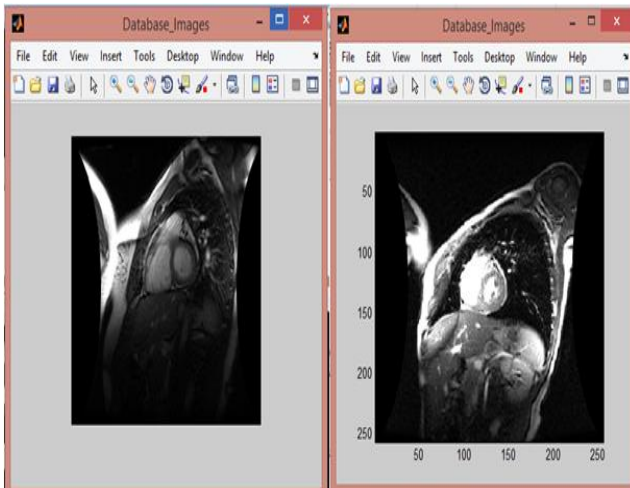 Database_Images
File Edit View Insert Tools Desktop Window Help
Database_Images
File Edit View Insert Tools Desktop Window Help
50
100
150
200
250
50 100 150 200 250